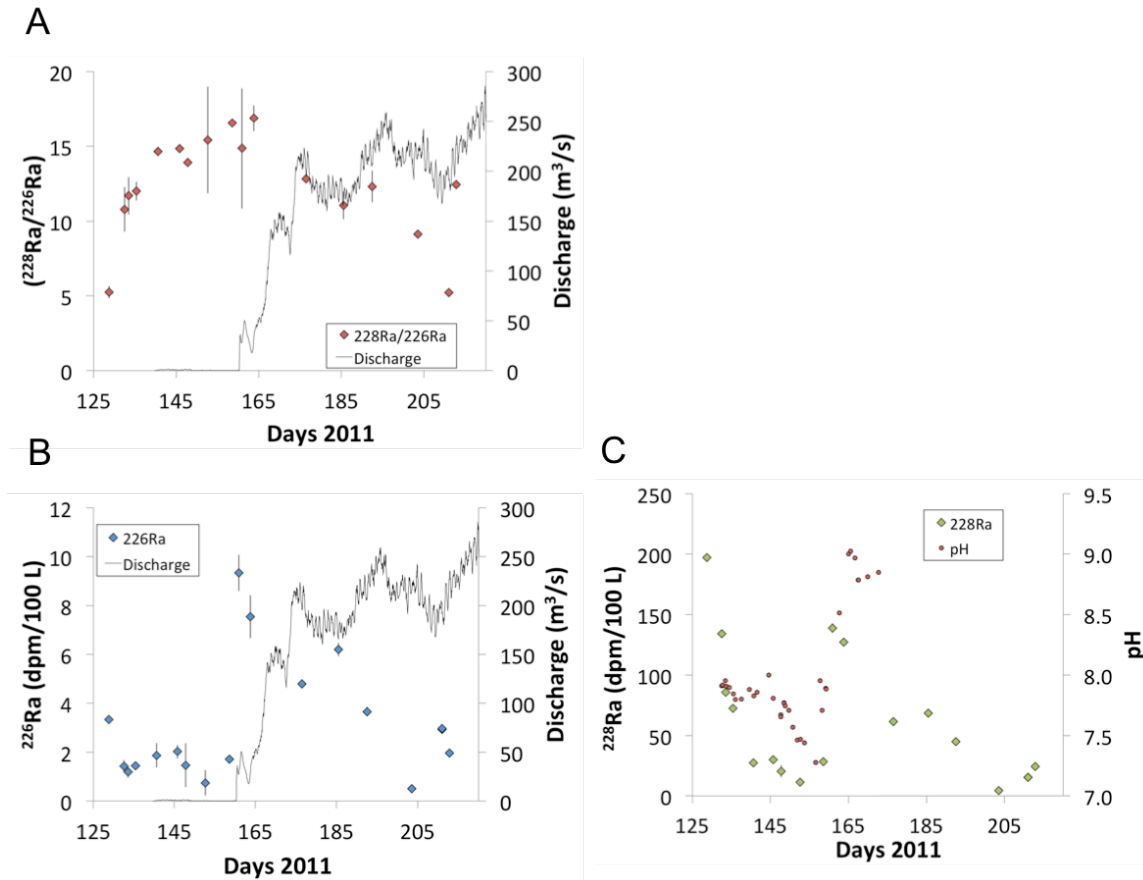 A
20
15
10
5
0
(²²⁸Ra/²²⁶Ra)
300
250
200
150
100
50
0
Discharge (m³/s)
228Ra/226Ra
Discharge
125 145 165 185 205
Days 2011
B
12
10
8
6
4
2
0
²²⁶Ra (dpm/100 L)
226Ra
Discharge
300
250
200
150
100
50
0
Discharge (m³/s)
125 145 165 185 205
Days 2011
C
250
200
150
100
50
0
²²⁸Ra (dpm/100 L)
228Ra
pH
9.5
9.0
8.5
8.0
7.5
7.0
pH
125 145 165 185 205
Days 2011